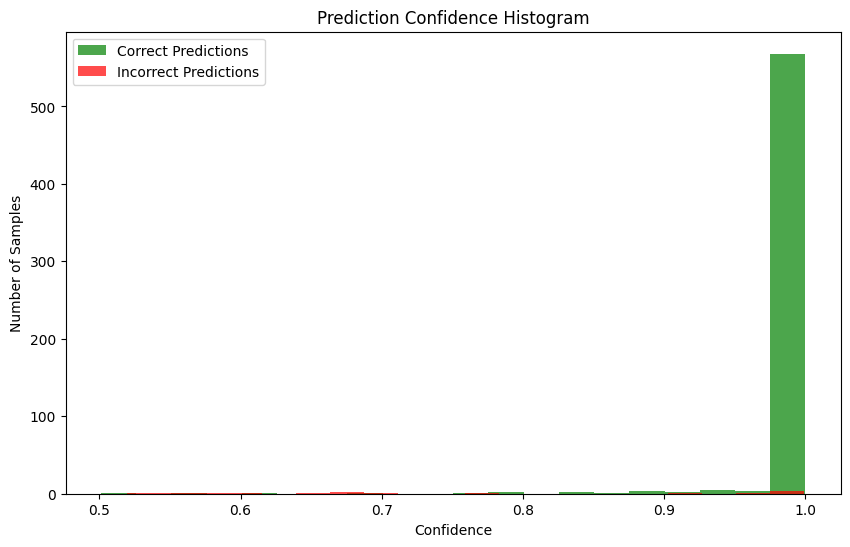 Prediction Confidence Histogram
Correct Predictions
Incorrect Predictions
Number of Samples
500
400
300
200
100
0
0.5 0.6 0.7 0.8 0.9 1.0
Confidence